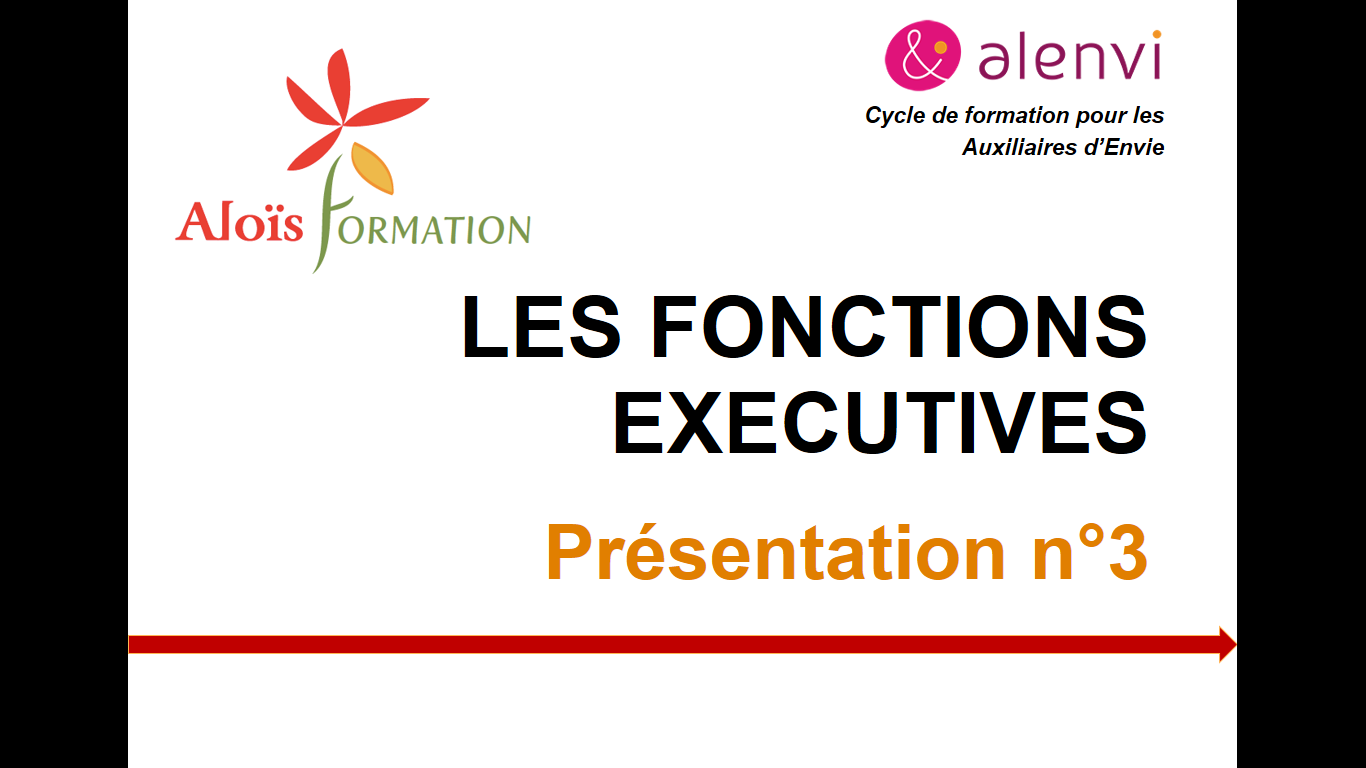 & alenvi
Cycle de formation pour les
Auxiliaires d’Envie
Aloïs FORMATION
LES FONCTIONS
EXECUTIVES
Présentation n°3